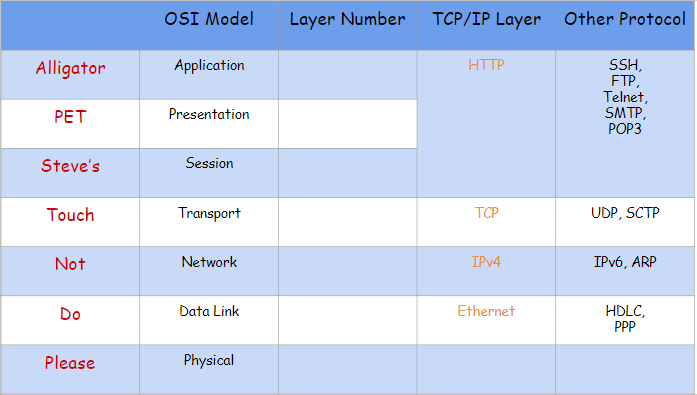 OSI Model Layer Number TCP/IP Layer Other Protocol
Alligator Application HTTP SSH,
FTP,
Telnet,
SMTP,
POP3
PET Presentation
Steve's Session
Touch Transport TCP UDP, SCTP
Not Network IPv4 IPv6, ARP
Do Data Link Ethernet HDLC,
PPP
Please Physical